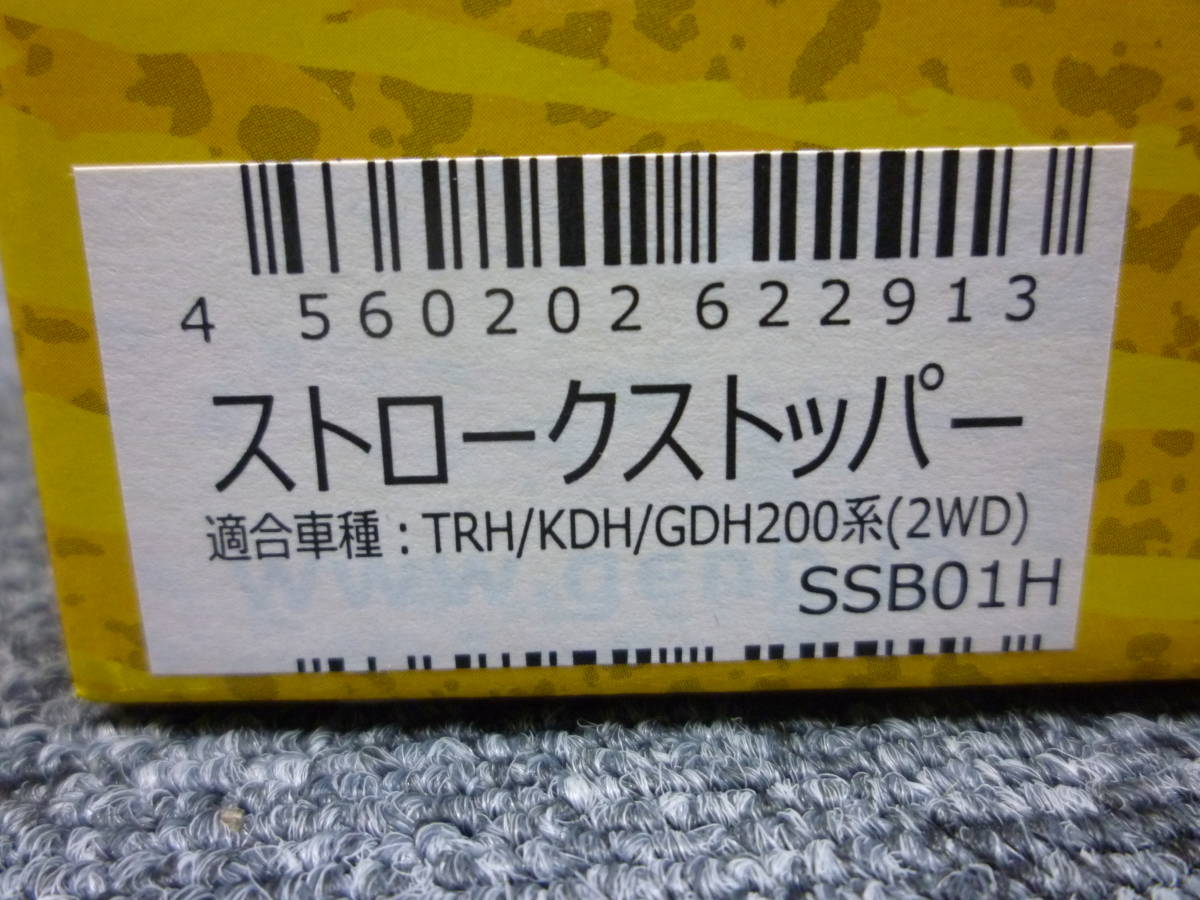 4 560202 622913
ストロークストッパー
適合車種：TRH/KDH/GDH200系(2WD)
SSB01H